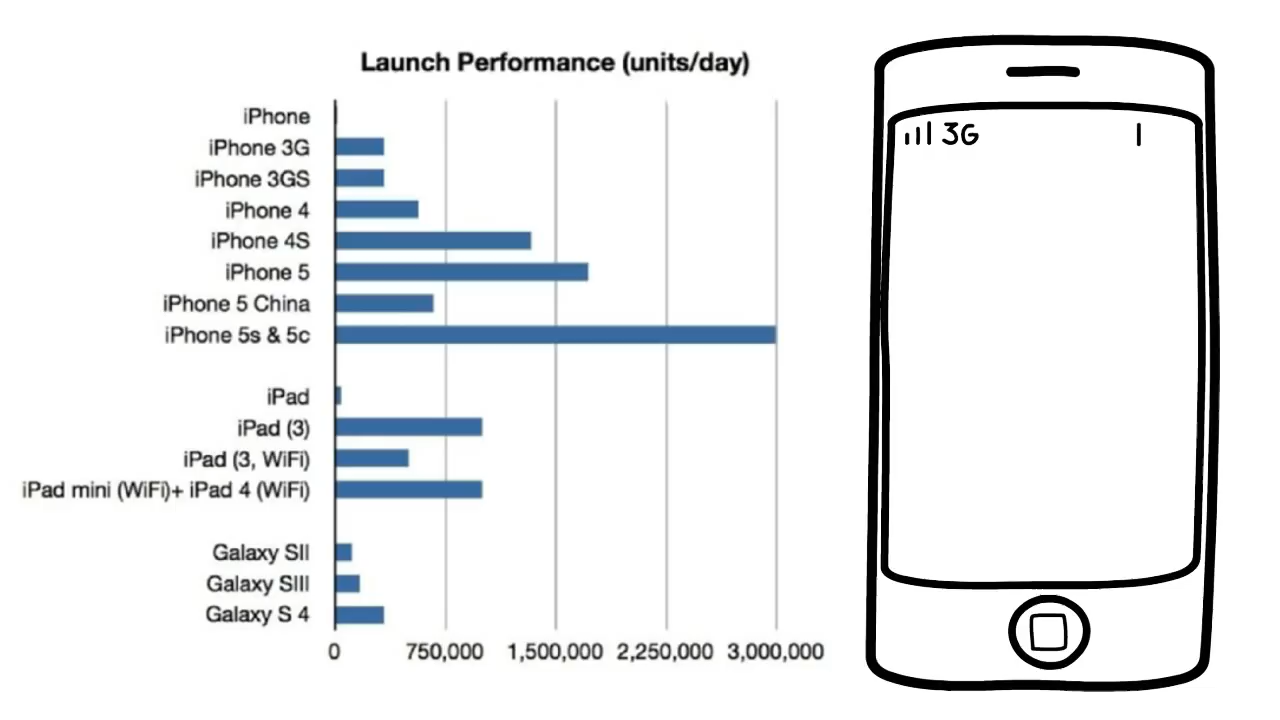 Launch Performance (units/day)
iPhone
iPhone 3G
iPhone 3GS
iPhone 4
iPhone 4S
iPhone 5
iPhone 5 China
iPhone 5s & 5c
iPad
iPad (3)
iPad (3, WiFi)
iPad mini (WiFi)+ iPad 4 (WiFi)
Galaxy SII
Galaxy SIII
Galaxy S 4
0 750,000 1,500,000 2,250,000 3,000,000
3G